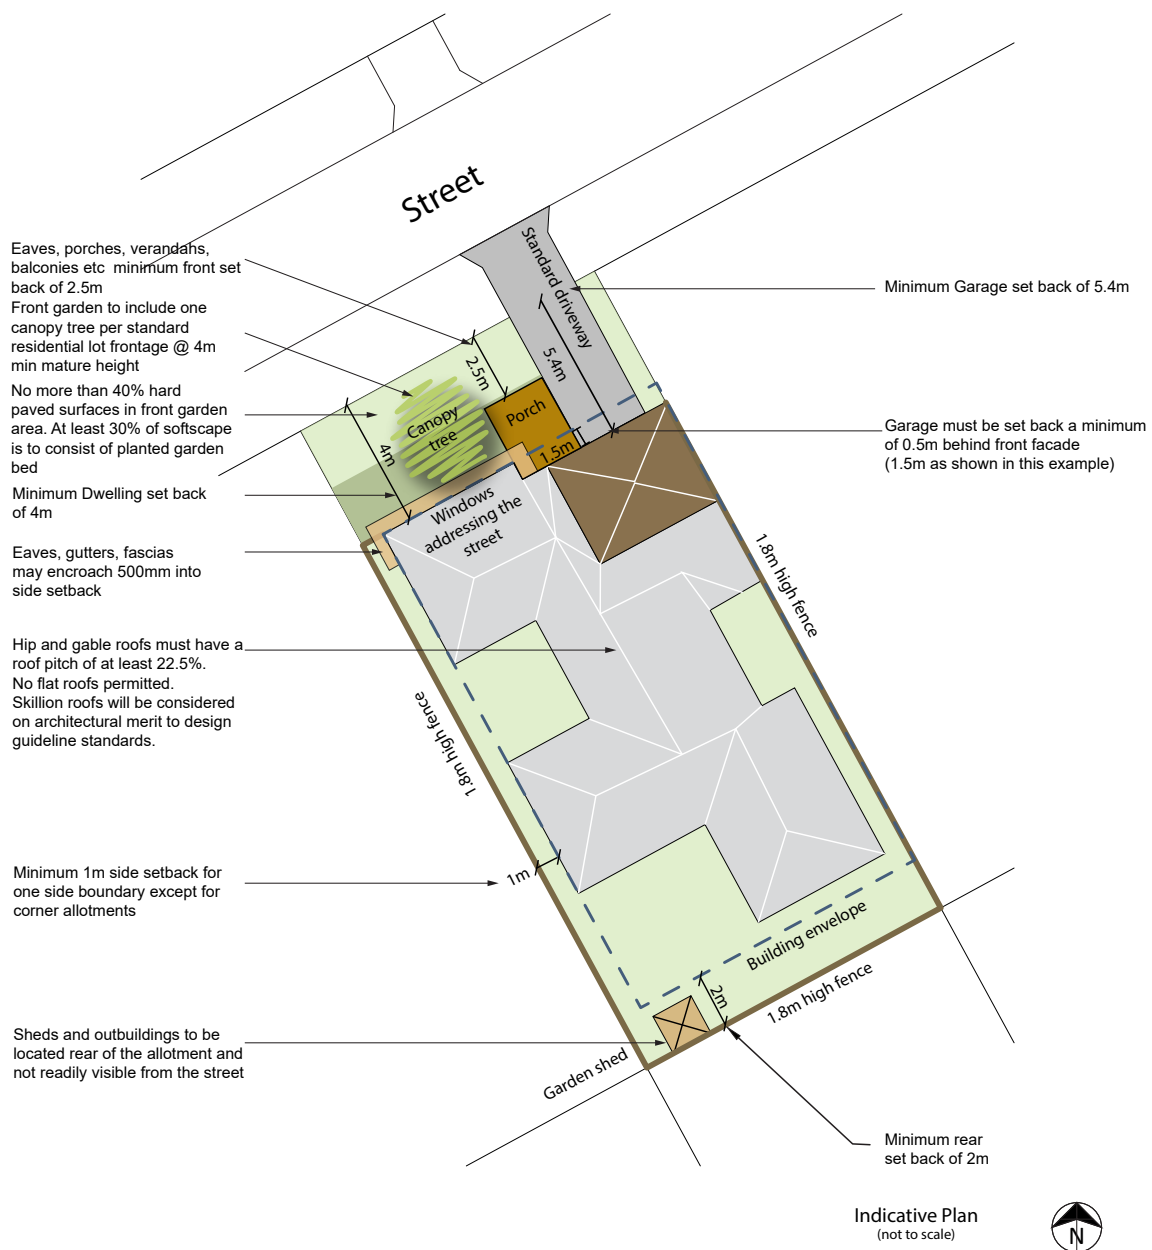 Street
Eaves, porches, verandahs,
balconies etc  minimum front set
back of 2.5m
Front garden to include one
canopy tree per standard
residential lot frontage @ 4m
min mature height
No more than 40% hard
paved surfaces in front garden
area. At least 30% of softscape
is to consist of planted garden
bed
Minimum Dwelling set back
of 4m
Eaves, gutters, fascias
may encroach 500mm into
side setback
Hip and gable roofs must have a
roof pitch of at least 22.5%.
No flat roofs permitted.
Skillion roofs will be considered
on architectural merit to design
guideline standards.
Minimum 1m side setback for
one side boundary except for
corner allotments
Sheds and outbuildings to be
located rear of the allotment and
not readily visible from the street
Standard driveway
5.4m
2.5m
Porch
Canopy
tree
4m
1.5m
Windows
addressing the
street
1.8m high fence
1.8m high fence
1m
Building envelope
2m
1.8m high fence
Garden shed
Minimum Garage set back of 5.4m
Garage must be set back a minimum
of 0.5m behind front facade
(1.5m as shown in this example)
Minimum rear
set back of 2m
Indicative Plan
(not to scale)
N